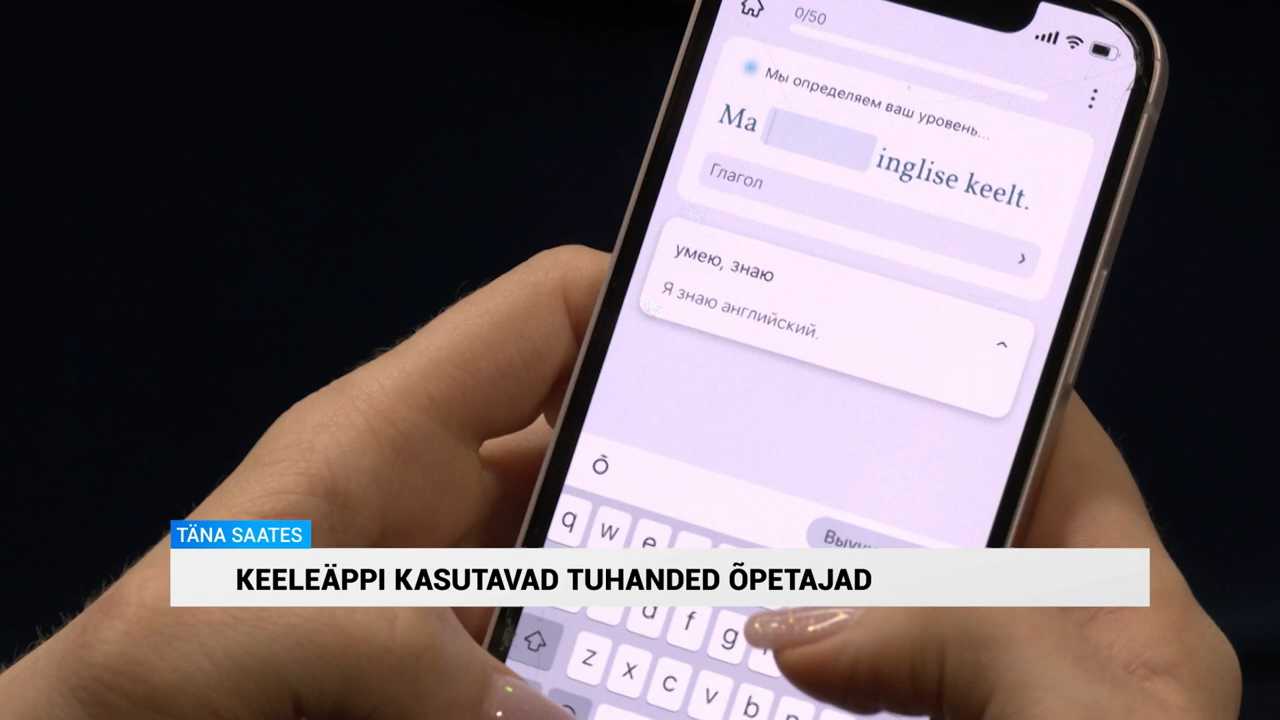 0/50
Мы определяем ваш уровень...
Ma inglise keelt.
Глагол
умею, знаю
Я знаю английский.
Õ
q w e
TÄNA SAATES
KEELEÄPPI KASUTAVAD TUHANDED ÕPETAJAD
d f g
z x c v b